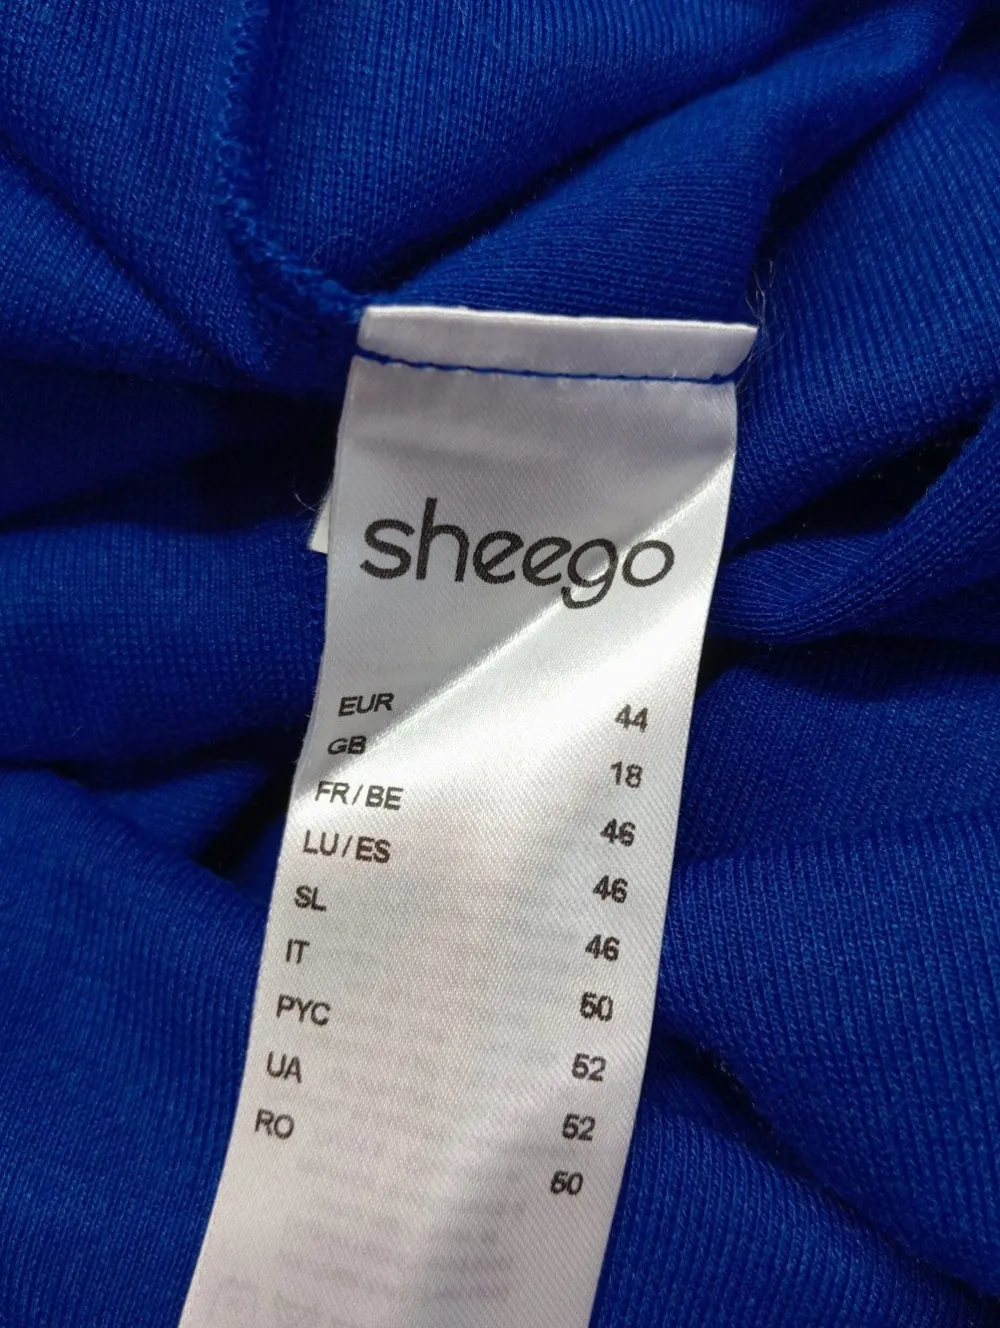 sheego
EUR 44
GB 18
FR/BE 46
LU/ES 46
SL 46
IT 50
PYC 52
UA 52
RO 50